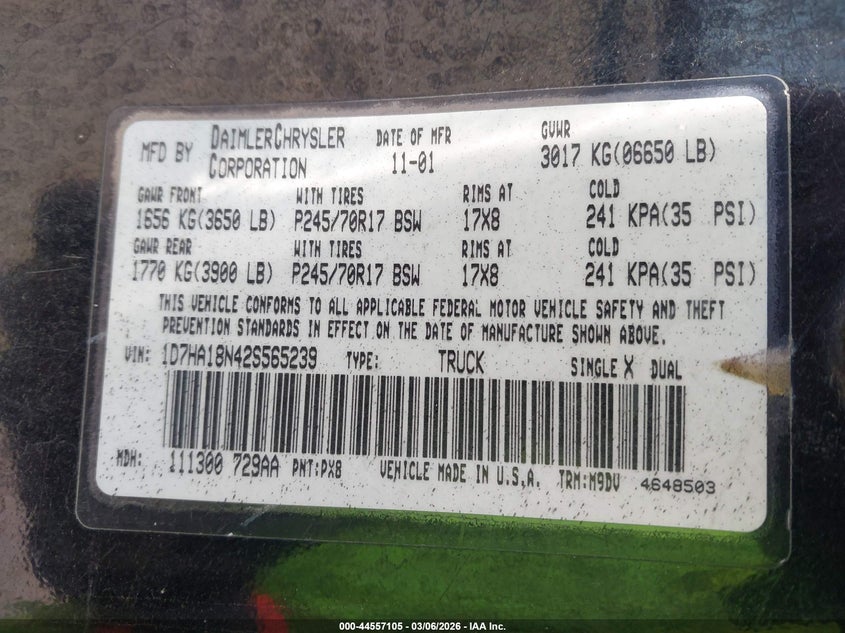 MFD BY DAIMLERCHRYSLER CORPORATION DATE OF MFR 11-01 GVWR 3017 KG(06650 LB)
GAWR FRONT WITH TIRES RIMS AT COLD
1656 KG(3650 LB) P245/70R17 BSW 17X8 241 KPA(35 PSI)
GAWR REAR WITH TIRES RIMS AT COLD
1770 KG(3900 LB) P245/70R17 BSW 17X8 241 KPA(35 PSI)
THIS VEHICLE CONFORMS TO ALL APPLICABLE FEDERAL MOTOR VEHICLE SAFETY AND THEFT
PREVENTION STANDARDS IN EFFECT ON THE DATE OF MANUFACTURE SHOWN ABOVE.
VIN: 1D7HA18N42S565239 TYPE: TRUCK SINGLE X DUAL
MDH: 111300 729AA PNT:PX8 VEHICLE MADE IN U.S.A. TRM:M9DV 4648503
000-44557105 — 03/06/2026 — IAA Inc.